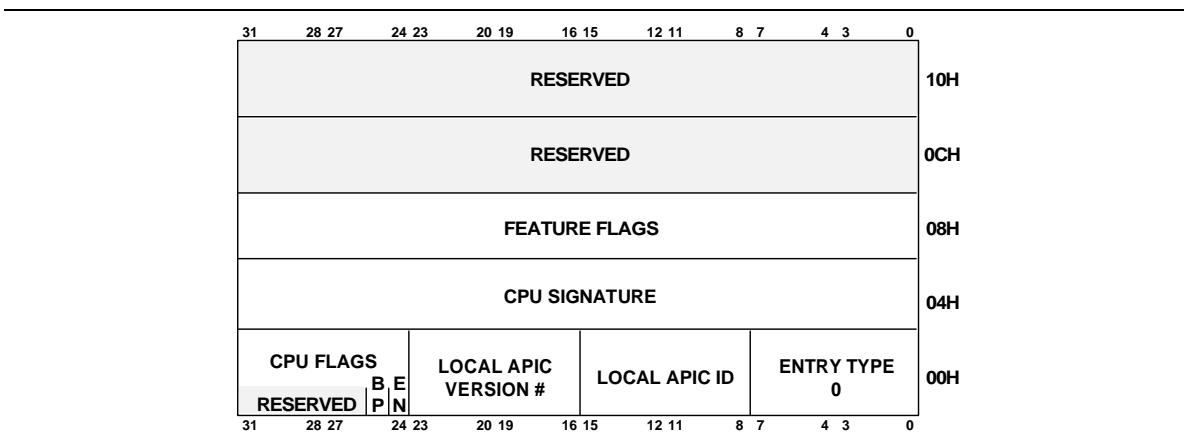 31 28 27 24 23 20 19 16 15 12 11 8 7 4 3 0
RESERVED 10H
RESERVED 0CH
FEATURE FLAGS 08H
CPU SIGNATURE 04H
CPU FLAGS
RESERVED
B
P
E
N
LOCAL APIC
VERSION #
LOCAL APIC ID
ENTRY TYPE
0
00H
31 28 27 24 23 20 19 16 15 12 11 8 7 4 3 0